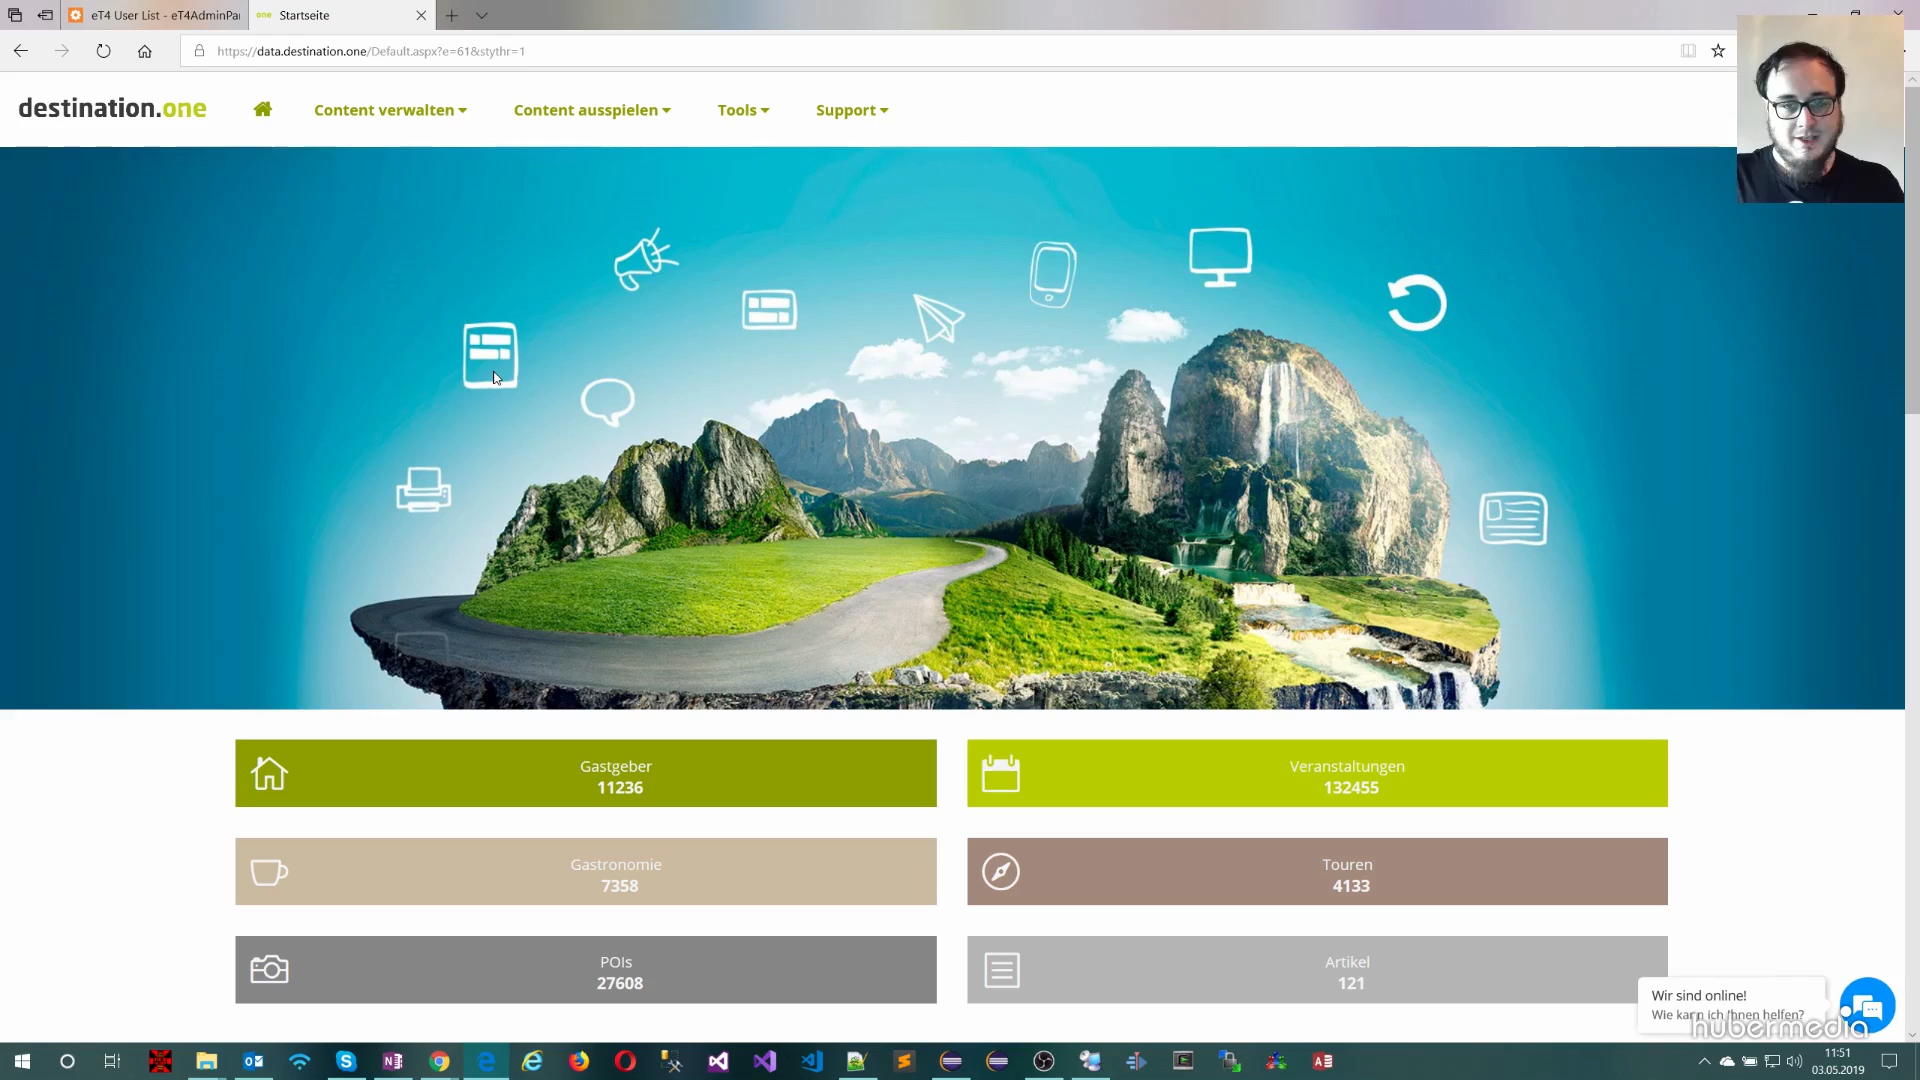 eT4 User List - eT4AdminPa
one Startseite
https://data.destination.one/Default.aspx?e=61&stythr=1
destination.one
Content verwalten
Content ausspielen
Tools
Support
Gastgeber
11236
Veranstaltungen
132455
Gastronomie
7358
Touren
4133
POIs
27608
Artikel
121
Wir sind online!
Wie kann ich Ihnen helfen?
hubermedia
11:51
03.05.2019